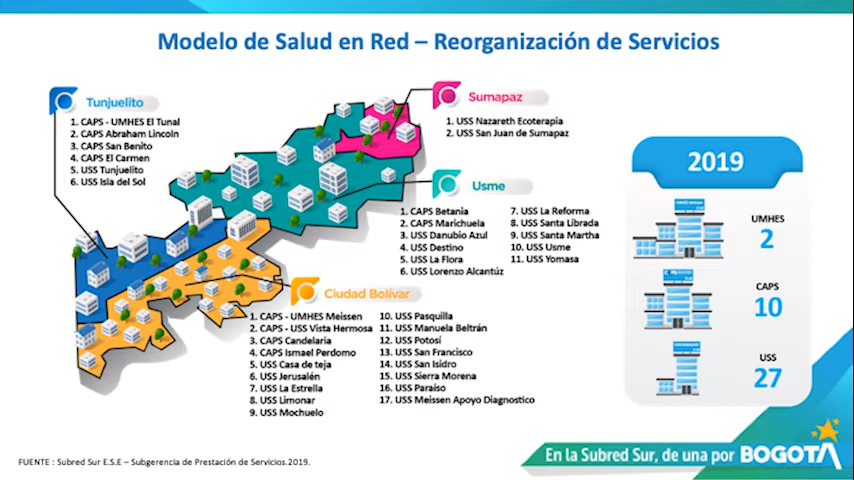 Modelo de Salud en Red – Reorganización de Servicios
Tunjuelito
1. CAPS - UMHES El Tunal
2. CAPS Abraham Lincoln
3. CAPS San Benito
4. CAPS El Carmen
5. USS Tunjuelito
6. USS Isla del Sol
Sumapaz
1. USS Nazareth Ecoterapia
2. USS San Juan de Sumapaz
Usme
1. CAPS Betania
2. CAPS Marichuela
3. USS Danubio Azul
4. USS Destino
5. USS La Flora
6. USS Lorenzo Alcantúz
7. USS La Reforma
8. USS Santa Librada
9. USS Santa Martha
10. USS Usme
11. USS Yomasa
Ciudad Bolívar
1. CAPS - UMHES Meissen
2. CAPS - USS Vista Hermosa
3. CAPS Candelaria
4. CAPS Ismael Perdomo
5. USS Casa de teja
6. USS Jerusalén
7. USS La Estrella
8. USS Limonar
9. USS Mochuelo
10. USS Pasquilla
11. USS Manuela Beltrán
12. USS Potosí
13. USS San Francisco
14. USS San Isidro
15. USS Sierra Morena
16. USS Paraíso
17. USS Meissen Apoyo Diagnostico
2019
UMHES
2
CAPS
10
USS
27
FUENTE : Subred Sur E.S.E – Subgerencia de Prestación de Servicios.2019.
En la Subred Sur, de una por BOGOTA